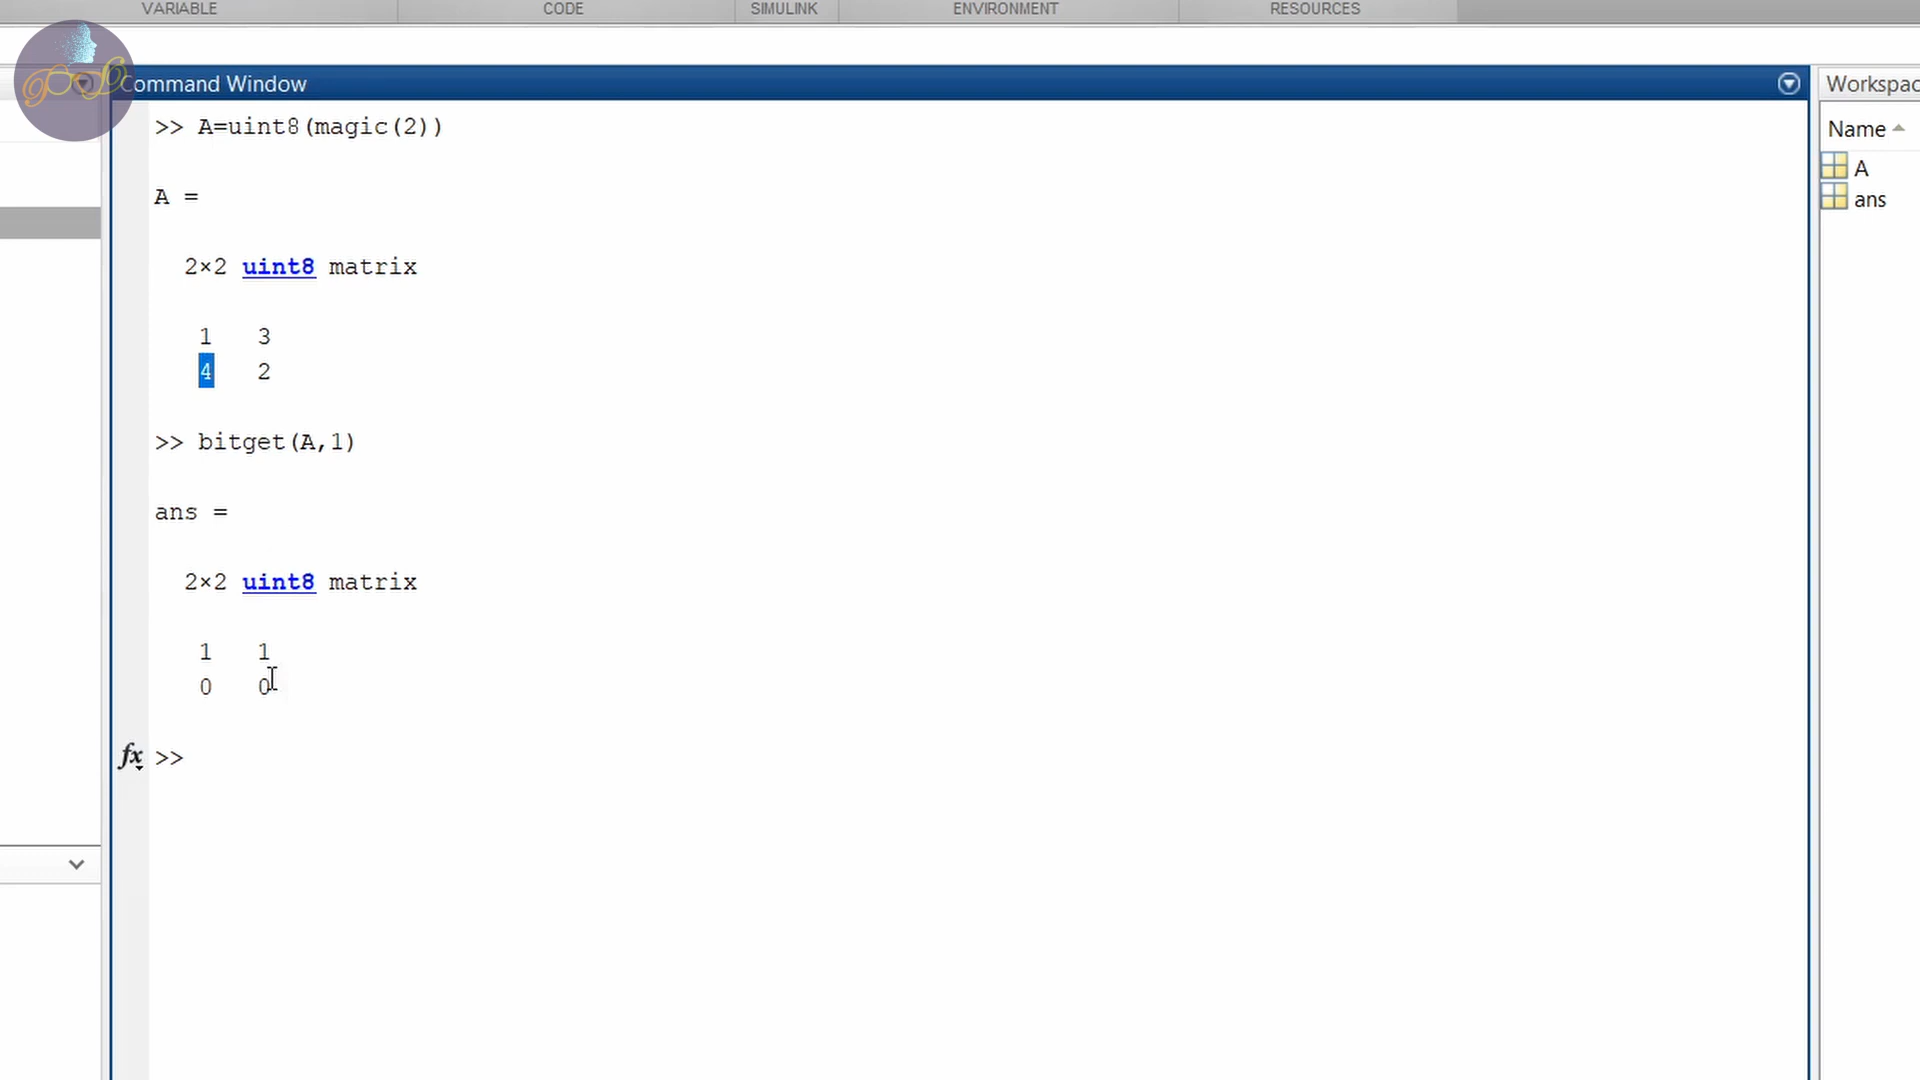 VARIABLE CODE SIMULINK ENVIRONMENT RESOURCES
Command Window
>> A=uint8(magic(2))
A =
2×2 uint8 matrix
1 3
4 2
>> bitget(A,1)
ans =
2×2 uint8 matrix
1 1
0 0
fx >>
Workspac
Name
A
ans